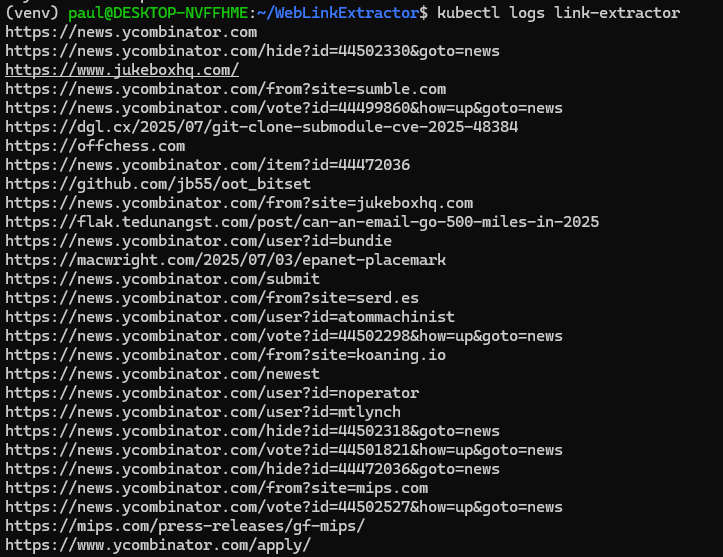 (venv) paul@DESKTOP-NVFFHME:~/WebLinkExtractor$ kubectl logs link-extractor
https://news.ycombinator.com
https://news.ycombinator.com/hide?id=44502330&goto=news
https://www.jukeboxhq.com/
https://news.ycombinator.com/from?site=sumble.com
https://news.ycombinator.com/vote?id=44499860&how=up&goto=news
https://dgl.cx/2025/07/git-clone-submodule-cve-2025-48384
https://offchess.com
https://news.ycombinator.com/item?id=44472036
https://github.com/jb55/oot_bitset
https://news.ycombinator.com/from?site=jukeboxhq.com
https://flak.tedunangst.com/post/can-an-email-go-500-miles-in-2025
https://news.ycombinator.com/user?id=bundie
https://macwright.com/2025/07/03/epanet-placemark
https://news.ycombinator.com/submit
https://news.ycombinator.com/from?site=serd.es
https://news.ycombinator.com/user?id=atommachinist
https://news.ycombinator.com/vote?id=44502298&how=up&goto=news
https://news.ycombinator.com/from?site=koaning.io
https://news.ycombinator.com/newest
https://news.ycombinator.com/user?id=noperator
https://news.ycombinator.com/user?id=mtlynch
https://news.ycombinator.com/hide?id=44502318&goto=news
https://news.ycombinator.com/vote?id=44501821&how=up&goto=news
https://news.ycombinator.com/hide?id=44472036&goto=news
https://news.ycombinator.com/from?site=mips.com
https://news.ycombinator.com/vote?id=44502527&how=up&goto=news
https://mips.com/press-releases/gf-mips/
https://www.ycombinator.com/apply/